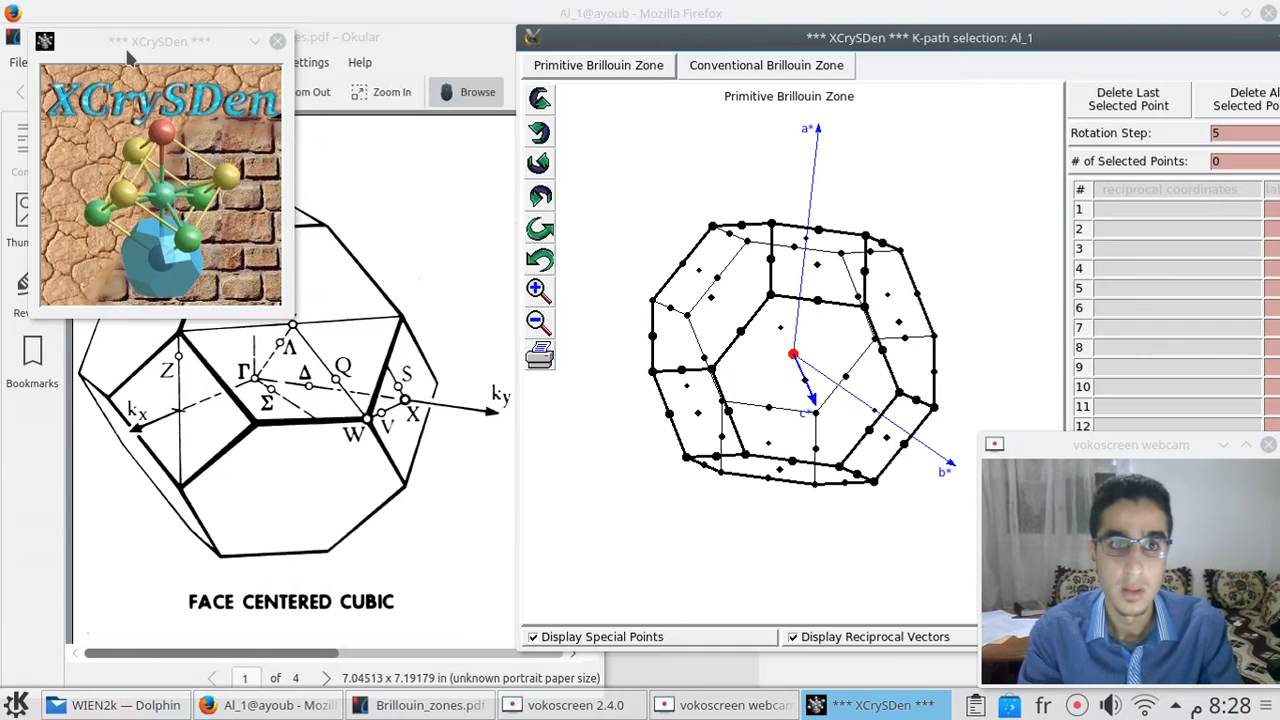 Al_1@ayoub - Mozilla Firefox
*** XCrySDen ***
es.pdf - Okular
*** XCrySDen *** K-path selection: Al_1
File
ettings
Help
om Out
Zoom In
Browse
XCrySDen
Primitive Brillouin Zone
Conventional Brillouin Zone
Primitive Brillouin Zone
Delete Last
Selected Point
Delete Al
Selected Po
Rotation Step:
5
# of Selected Points:
0
#
reciprocal coordinates
1
2
3
4
5
6
7
8
9
10
11
12
Thum
Rev
Bookmarks
a*
b*
c*
Z
Λ
Q
S
Γ
Δ
Σ
X
kx
ky
W
V
FACE CENTERED CUBIC
Display Special Points
Display Reciprocal Vectors
1
of 4
7.04513 x 7.19179 in (unknown portrait paper size)
vokoscreen webcam
WIEN2k — Dolphin
Al_1@ayoub - M
Brillouin_zones.pdf
vokoscreen 2.4.0
vokoscreen webcam
*** XCrySDen ***
fr
8:28 م